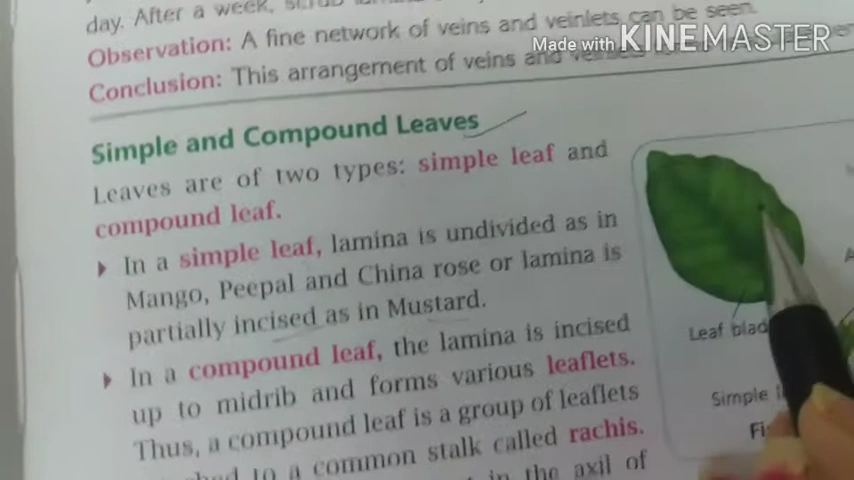 day. After a week, scrub
Observation: A fine network of veins and veinlets can be seen.
Made with KINEMASTER
Conclusion: This arrangement of veins and veinlets
Simple and Compound Leaves
Leaves are of two types: simple leaf and
compound leaf.
In a simple leaf, lamina is undivided as in
Mango, Peepal and China rose or lamina is
partially incised as in Mustard.
In a compound leaf, the lamina is incised
up to midrib and forms various leaflets.
Thus, a compound leaf is a group of leaflets
to a common stalk called rachis.
in the axil of
Leaf blad
Simple l